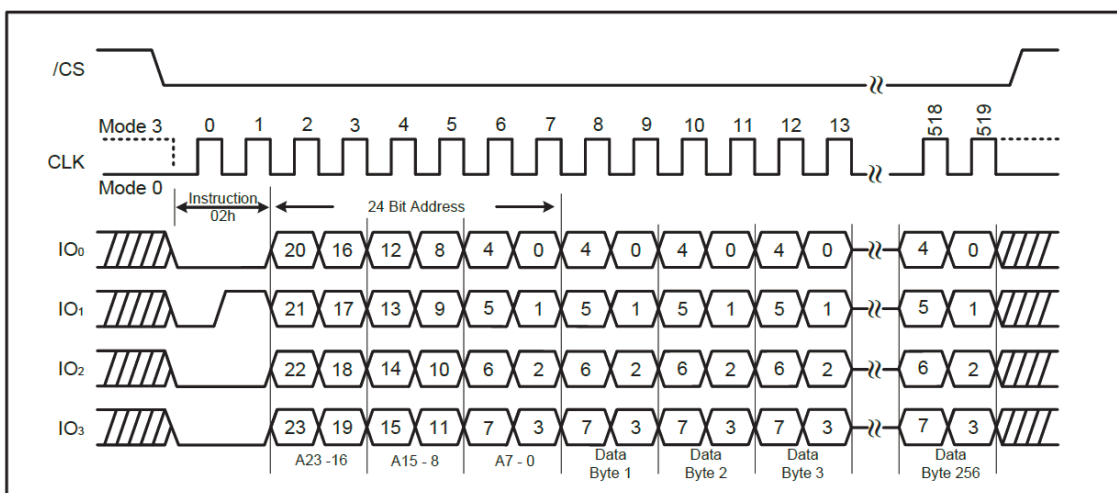 /CS
Mode 3
0 1 2 3 4 5 6 7 8 9 10 11 12 13 518 519
CLK
Mode 0
Instruction
02h
24 Bit Address
IO0 20 16 12 8 4 0 4 0 4 0 4 0 4 0
IO1 21 17 13 9 5 1 5 1 5 1 5 1 5 1
IO2 22 18 14 10 6 2 6 2 6 2 6 2 6 2
IO3 23 19 15 11 7 3 7 3 7 3 7 3 7 3
A23 -16 A15 - 8 A7 - 0 Data Data Data Data
Byte 1 Byte 2 Byte 3 Byte 256